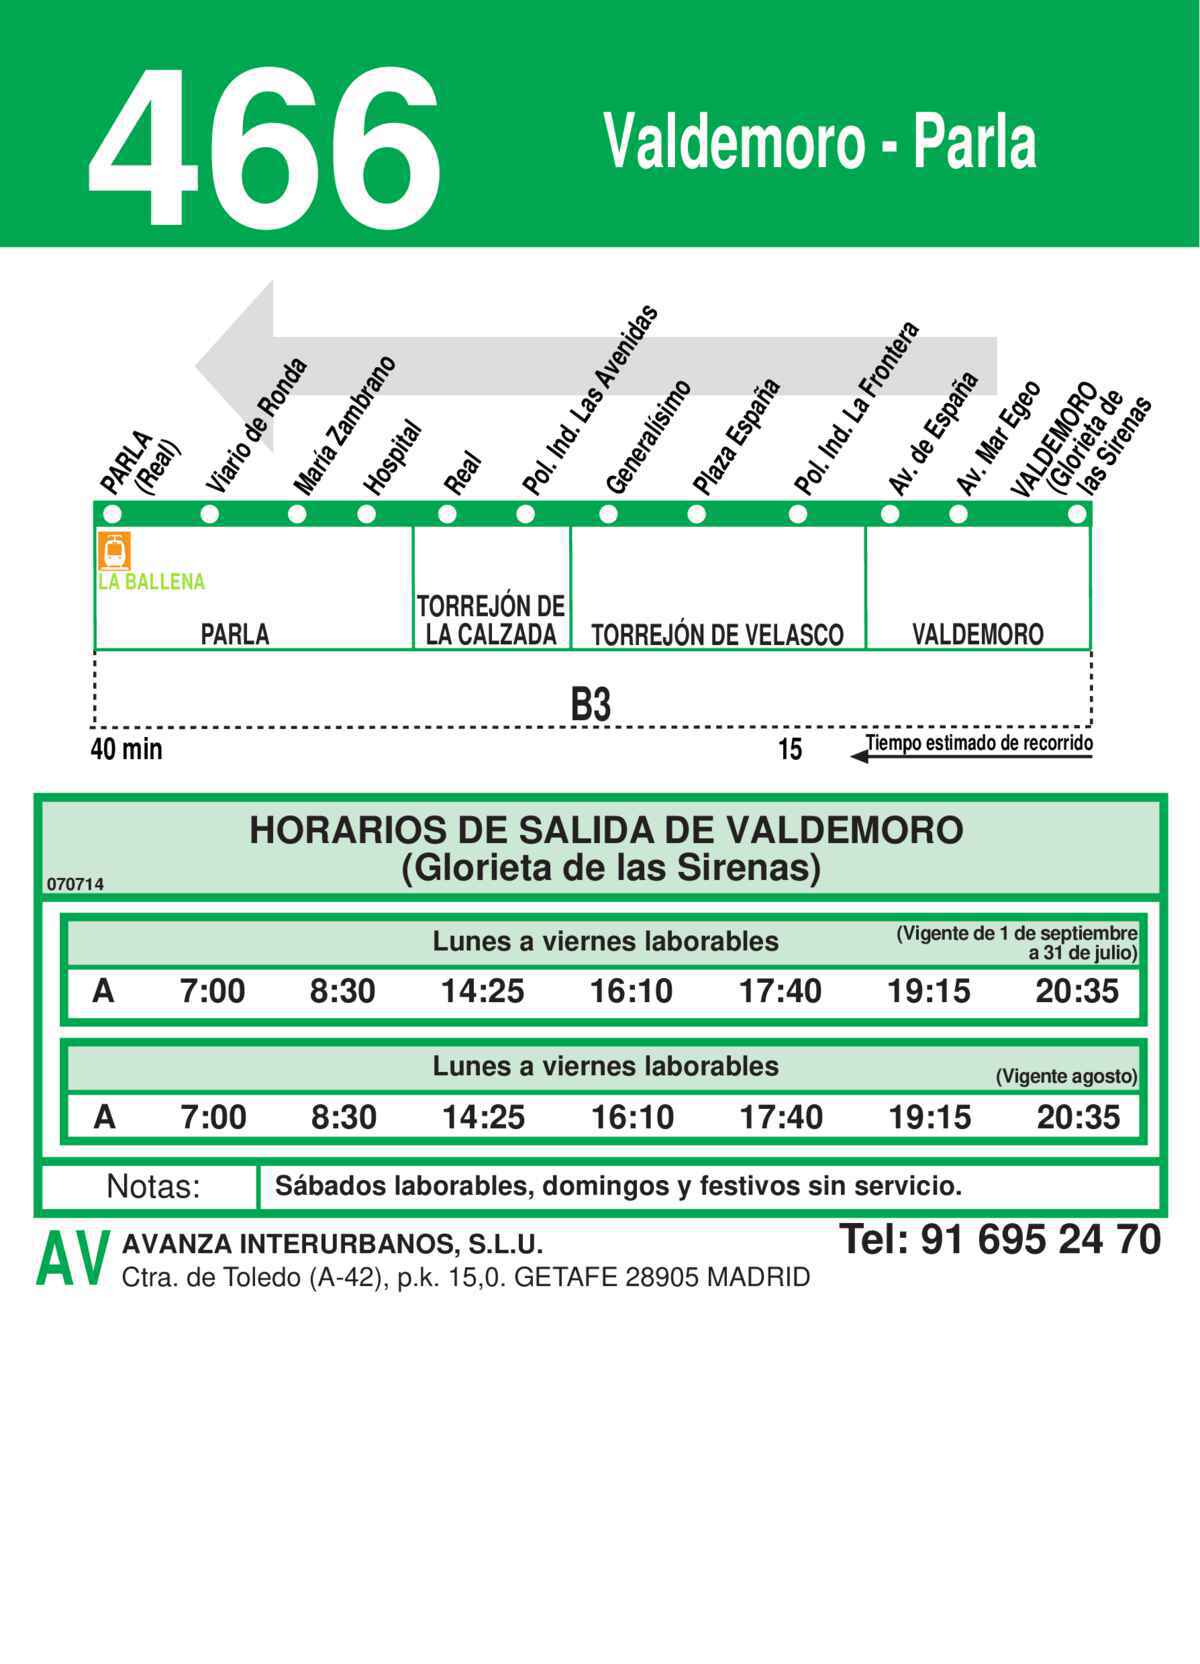 466
Valdemoro - Parla
PARLA
(Real)
Viario de Ronda
María Zambrano
Hospital
Real
Pol. Ind. Las Avenidas
Generalísimo
Plaza España
Pol. Ind. La Frontera
Av. de España
Av. Mar Egeo
VALDEMORO
(Glorieta de
las Sirenas
LA BALLENA
PARLA
TORREJÓN DE
LA CALZADA
TORREJÓN DE VELASCO
VALDEMORO
B3
40 min
15
Tiempo estimado de recorrido
HORARIOS DE SALIDA DE VALDEMORO
(Glorieta de las Sirenas)
070714
Lunes a viernes laborables
(Vigente de 1 de septiembre
a 31 de julio)
A 7:00 8:30 14:25 16:10 17:40 19:15 20:35
Lunes a viernes laborables
(Vigente agosto)
A 7:00 8:30 14:25 16:10 17:40 19:15 20:35
Notas:
Sábados laborables, domingos y festivos sin servicio.
AV
AVANZA INTERURBANOS, S.L.U.
Ctra. de Toledo (A-42), p.k. 15,0. GETAFE 28905 MADRID
Tel: 91 695 24 70